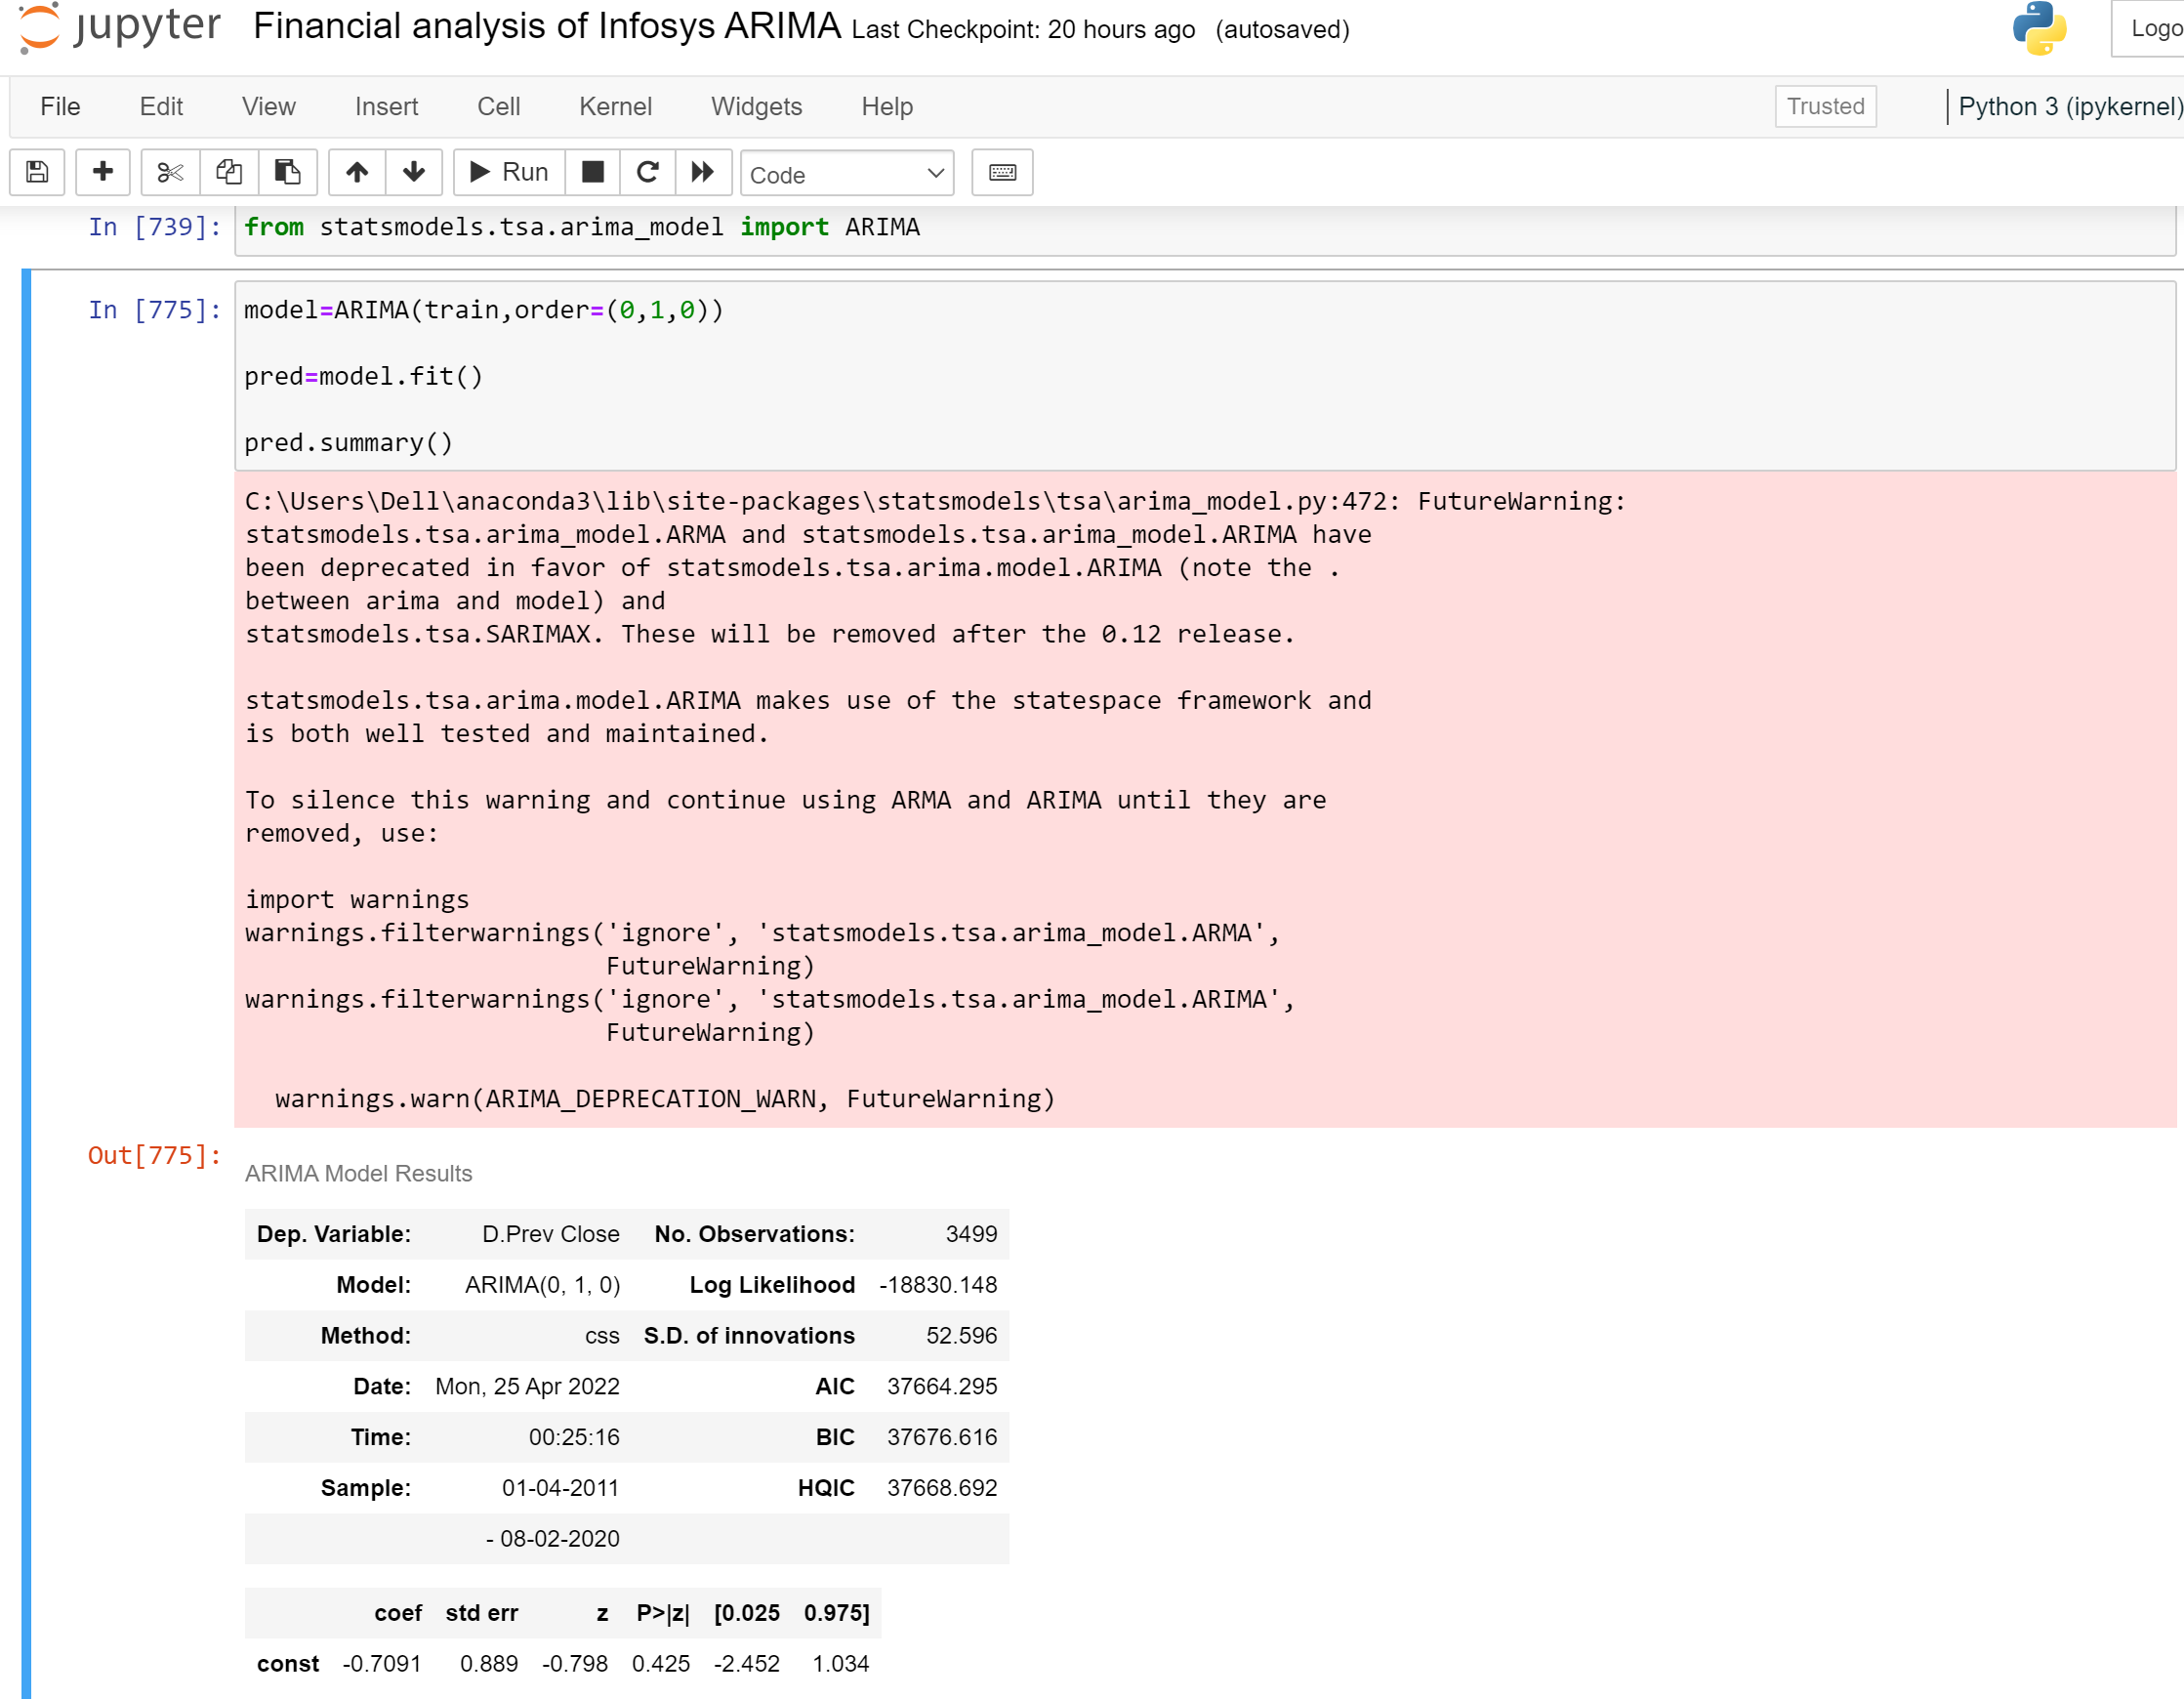 jupyter Financial analysis of Infosys ARIMA Last Checkpoint: 20 hours ago (autosaved) Logo
File Edit View Insert Cell Kernel Widgets Help Trusted Python 3 (ipykernel)
Run Code
In [739]: from statsmodels.tsa.arima_model import ARIMA
In [775]: model=ARIMA(train,order=(0,1,0))
pred=model.fit()
pred.summary()
C:\Users\Dell\anaconda3\lib\site-packages\statsmodels\tsa\arima_model.py:472: FutureWarning:
statsmodels.tsa.arima_model.ARMA and statsmodels.tsa.arima_model.ARIMA have
been deprecated in favor of statsmodels.tsa.arima.model.ARIMA (note the .
between arima and model) and
statsmodels.tsa.SARIMAX. These will be removed after the 0.12 release.
statsmodels.tsa.arima.model.ARIMA makes use of the statespace framework and
is both well tested and maintained.
To silence this warning and continue using ARMA and ARIMA until they are
removed, use:
import warnings
warnings.filterwarnings('ignore', 'statsmodels.tsa.arima_model.ARMA',
FutureWarning)
warnings.filterwarnings('ignore', 'statsmodels.tsa.arima_model.ARIMA',
FutureWarning)
warnings.warn(ARIMA_DEPRECATION_WARN, FutureWarning)
Out[775]:
ARIMA Model Results
Dep. Variable: D.Prev Close No. Observations: 3499
Model: ARIMA(0, 1, 0) Log Likelihood -18830.148
Method: css S.D. of innovations 52.596
Date: Mon, 25 Apr 2022 AIC 37664.295
Time: 00:25:16 BIC 37676.616
Sample: 01-04-2011 HQIC 37668.692
- 08-02-2020
coef std err z P>|z| [0.025 0.975]
const -0.7091 0.889 -0.798 0.425 -2.452 1.034